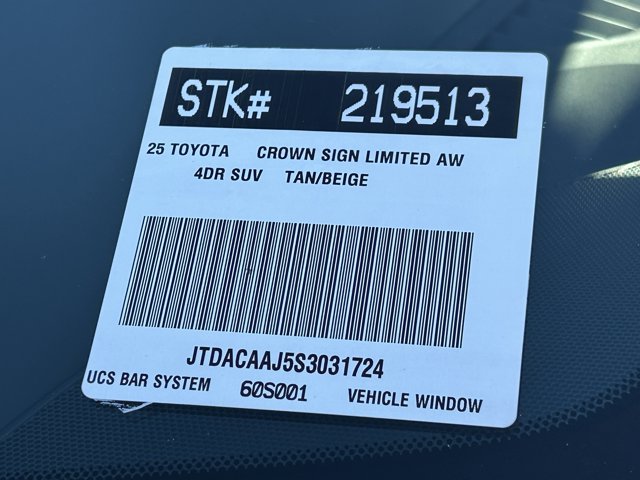 STK# 219513
25 TOYOTA CROWN SIGN LIMITED AW
4DR SUV TAN/BEIGE
JTDACAAJ5S3031724
UCS BAR SYSTEM 60S001 VEHICLE WINDOW